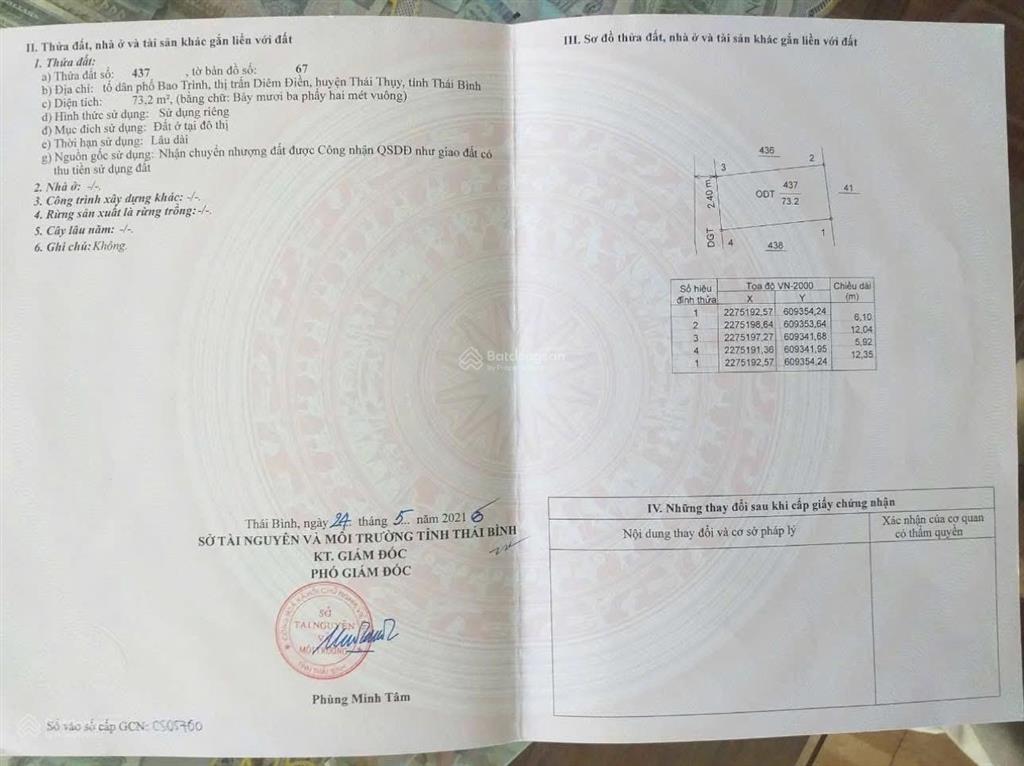 II. Thửa đất, nhà ở và tài sản khác gắn liền với đất
1. Thửa đất:
a) Thửa đất số: 437 , tờ bản đồ số: 67
b) Địa chỉ: tổ dân phố Bao Trình, thị trấn Diêm Điền, huyện Thái Thụy, tỉnh Thái Bình
c) Diện tích: 73,2 m², (bằng chữ: Bảy mươi ba phẩy hai mét vuông)
d) Hình thức sử dụng: Sử dụng riêng
đ) Mục đích sử dụng: Đất ở tại đô thị
e) Thời hạn sử dụng: Lâu dài
g) Nguồn gốc sử dụng: Nhận chuyển nhượng đất được Công nhận QSDĐ như giao đất có
thu tiền sử dụng đất
2. Nhà ở: -/-.
3. Công trình xây dựng khác: -/-.
4. Rừng sản xuất là rừng trồng: -/-.
5. Cây lâu năm: -/-.
6. Ghi chú: Không.
Thái Bình, ngày 24 tháng 5.. năm 2021
SỞ TÀI NGUYÊN VÀ MÔI TRƯỜNG TỈNH THÁI BÌNH
KT. GIÁM ĐỐC
PHÓ GIÁM ĐỐC
SỞ
TÀI NGUYÊN
VÀ
MÔI TRƯỜNG
TỈNH THÁI BÌNH
Phùng Minh Tâm
Số vào sổ cấp GCN: CS05700
III. Sơ đồ thửa đất, nhà ở và tài sản khác gắn liền với đất
436
3 2
2.40 m
ODT 437
73.2
41
ĐGT
4 1
438
Số hiệu đỉnh thửa Tọa độ VN-2000 Chiều dài (m)
X Y
1 2275192,57 609354,24
6,10
2 2275198,64 609353,64
12,04
3 2275197,27 609341,68
5,92
4 2275191,36 609341,95
12,35
1 2275192,57 609354,24
Batdongsan
by PropertyGuru
IV. Những thay đổi sau khi cấp giấy chứng nhận
Nội dung thay đổi và cơ sở pháp lý
Xác nhận của cơ quan
có thẩm quyền